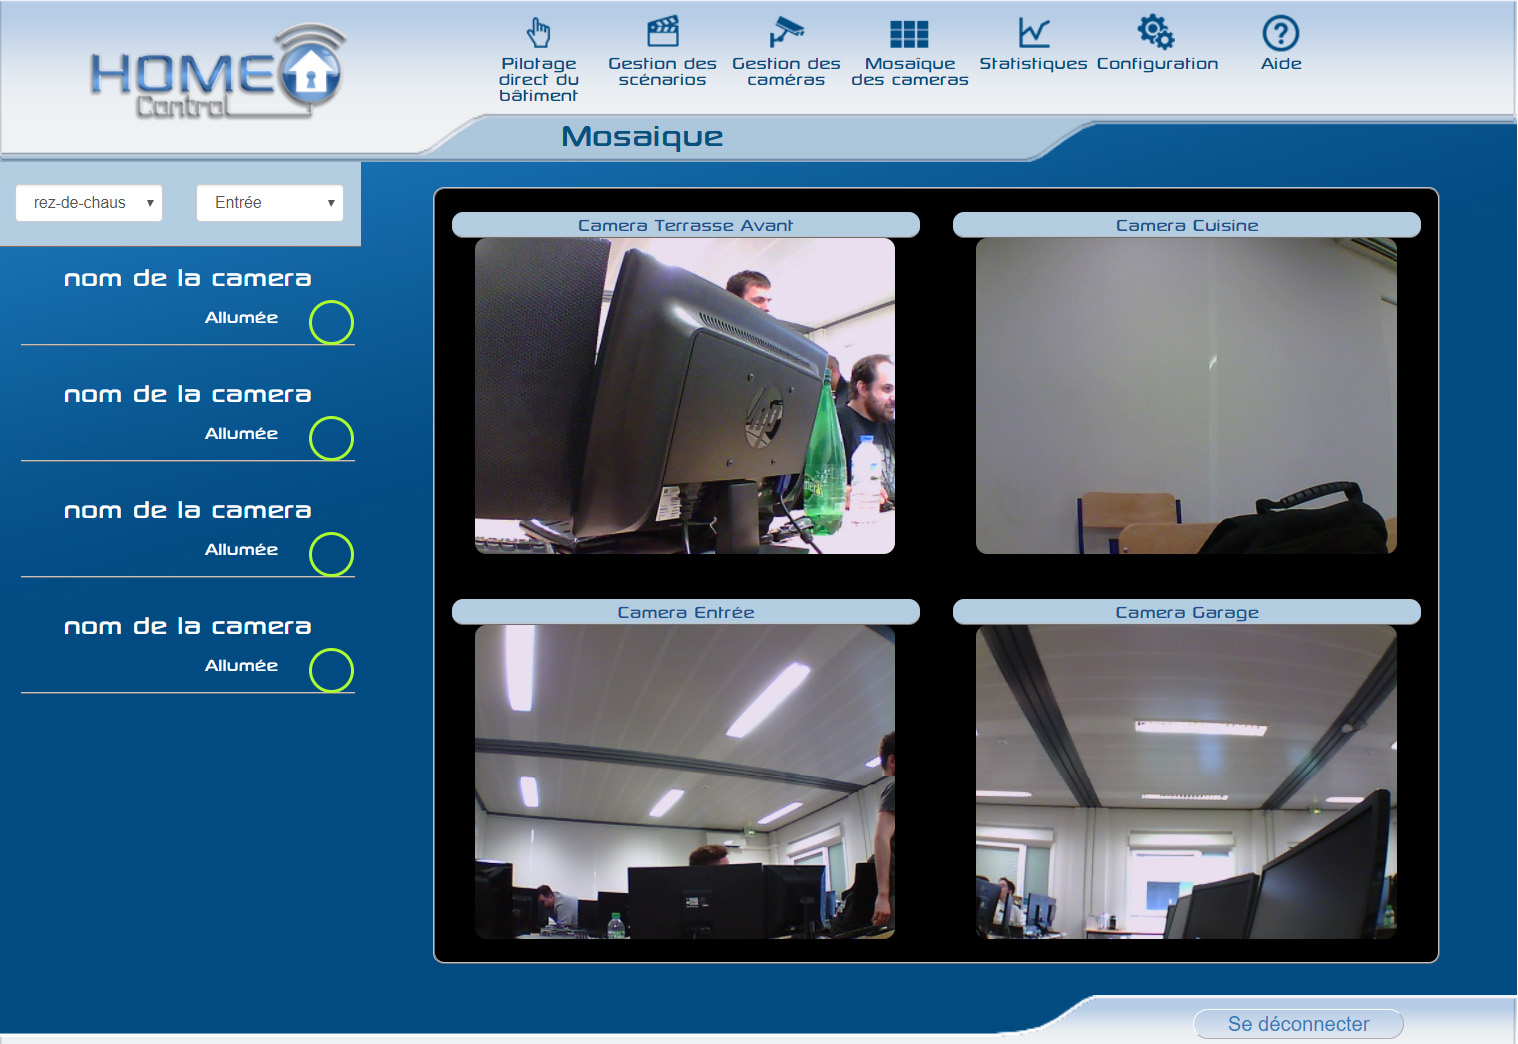 HOME
Control
Pilotage
direct du
bâtiment
Gestion des
scénarios
Gestion des
caméras
Mosaïque
des cameras
Statistiques
Configuration
Aide
Mosaique
rez-de-chaus
Entrée
nom de la camera
Allumée
nom de la camera
Allumée
nom de la camera
Allumée
nom de la camera
Allumée
Camera Terrasse Avant
Camera Cuisine
hp
Camera Entrée
Camera Garage
Se déconnecter